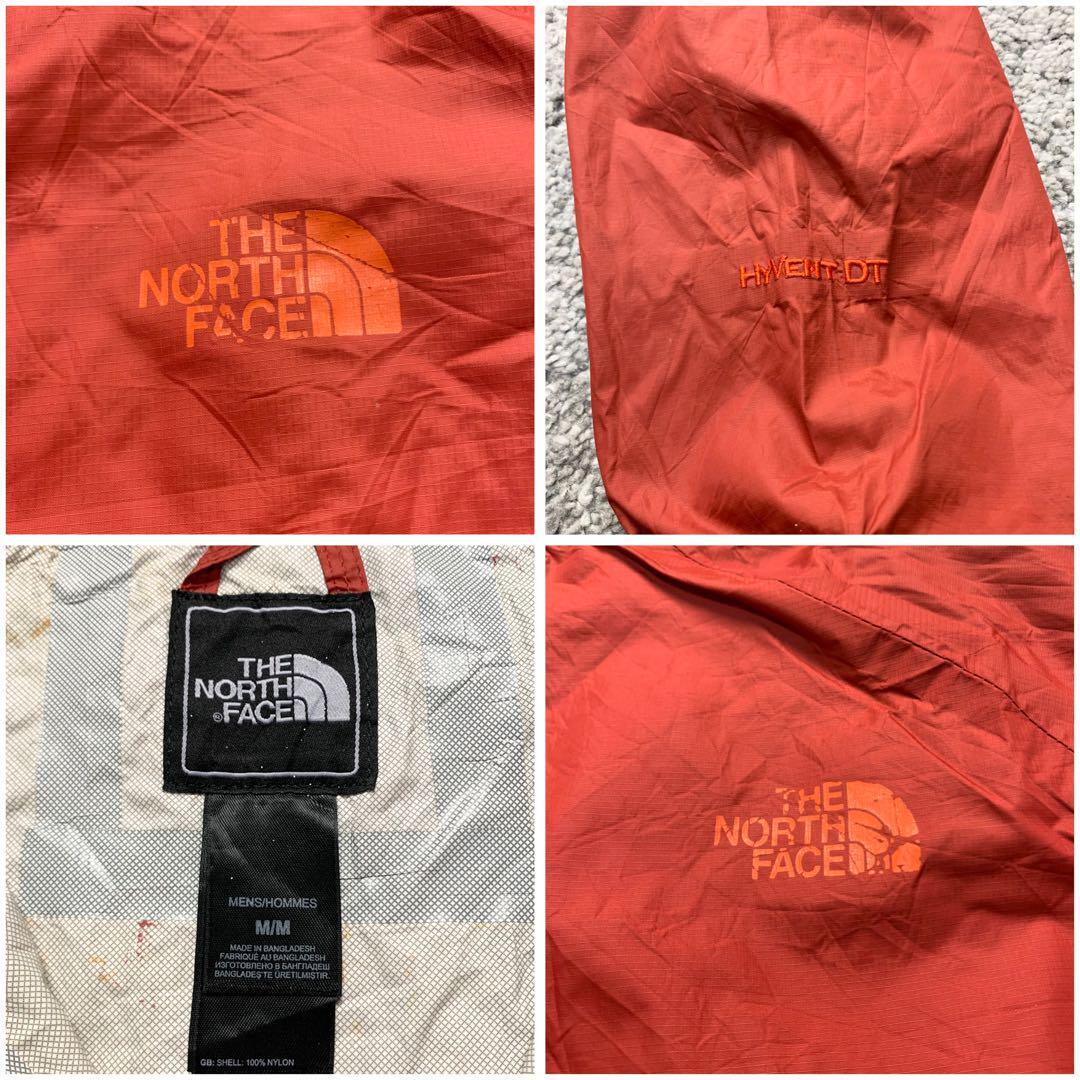 THE
NORTH
FACE
HYVENT DT
THE
NORTH
®FACE
MENS/HOMMES
M/M
MADE IN BANGLADESH
FABRIQUÉ AU BANGLADESH
ИЗГОТОВЛЕНО В БАНГЛАДЕШ
BANGLADEŞ'TE ÜRETİLMİŞTİR.
GB: SHELL: 100% NYLON
THE
NORTH
FACE